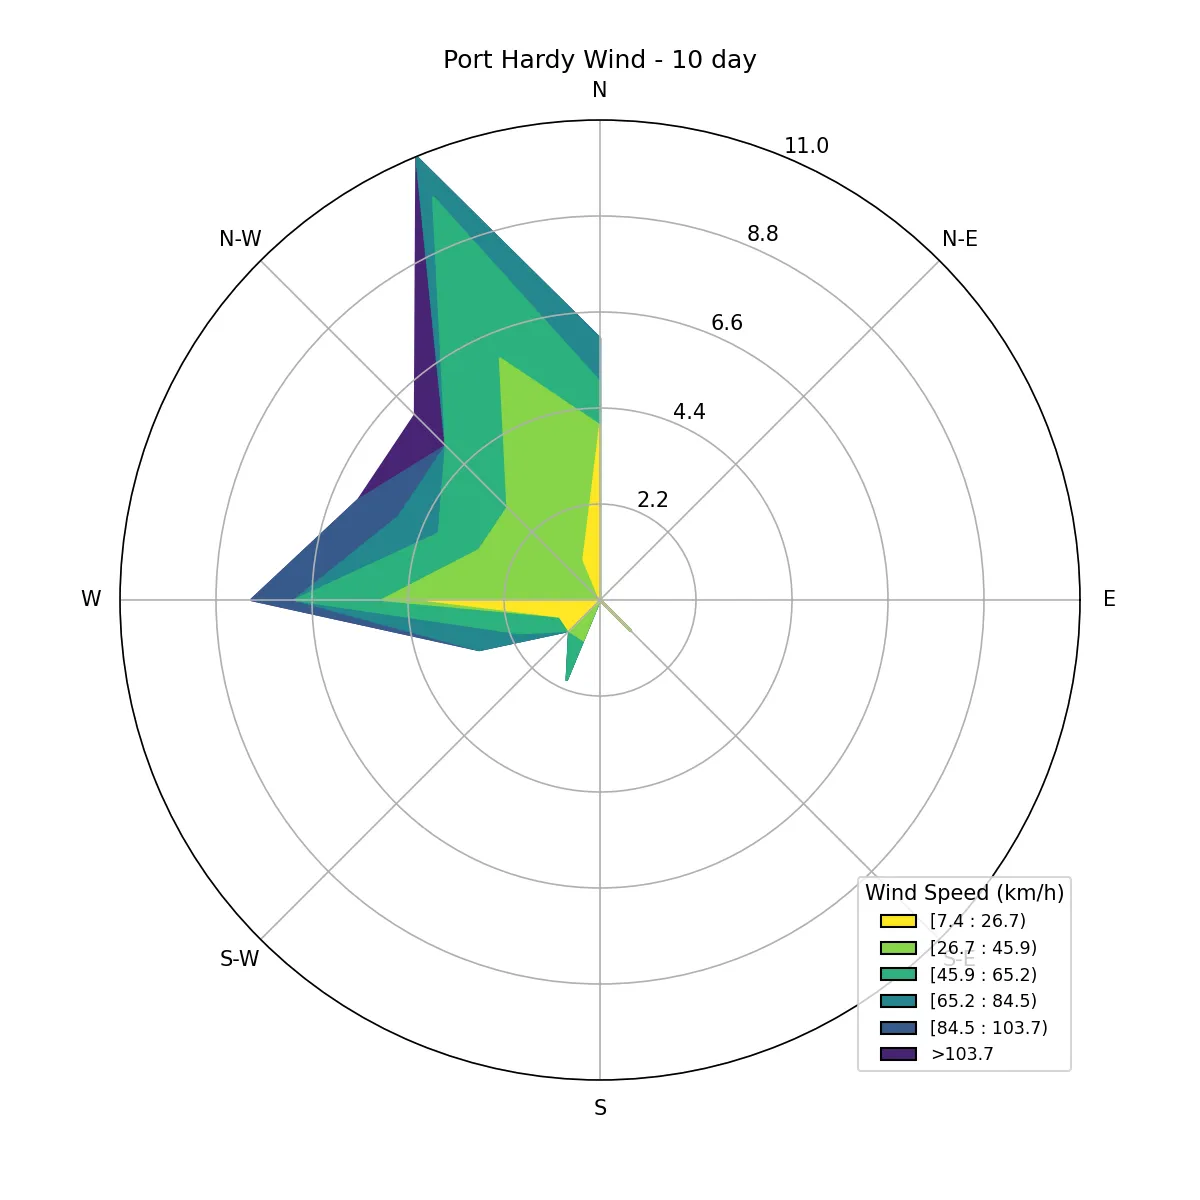 Port Hardy Wind - 10 day
N
11.0
N-W
N-E
8.8
6.6
4.4
2.2
W
E
Wind Speed (km/h)
[7.4 : 26.7)
[26.7 : 45.9)
S-W
S-E
[45.9 : 65.2)
[65.2 : 84.5)
[84.5 : 103.7)
>103.7
S